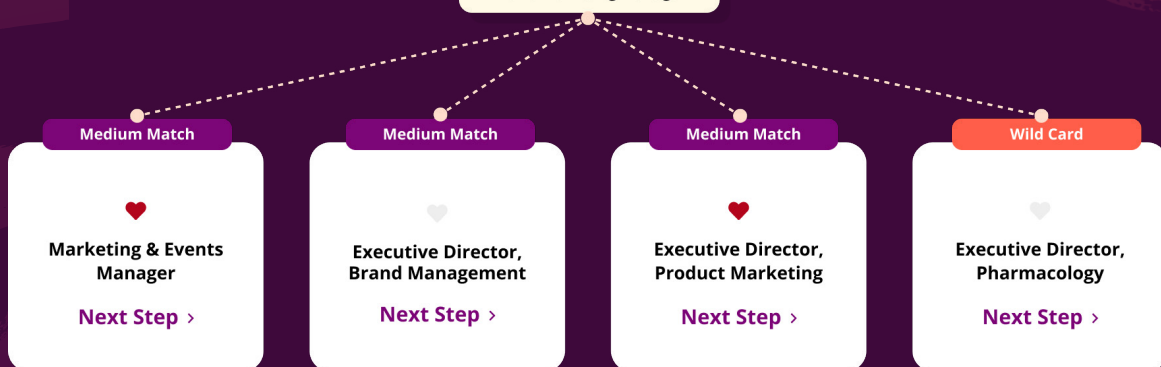 Medium Match
Marketing & Events
Manager
Next Step >
Medium Match
Executive Director,
Brand Management
Next Step >
Medium Match
Executive Director,
Product Marketing
Next Step >
Wild Card
Executive Director,
Pharmacology
Next Step >